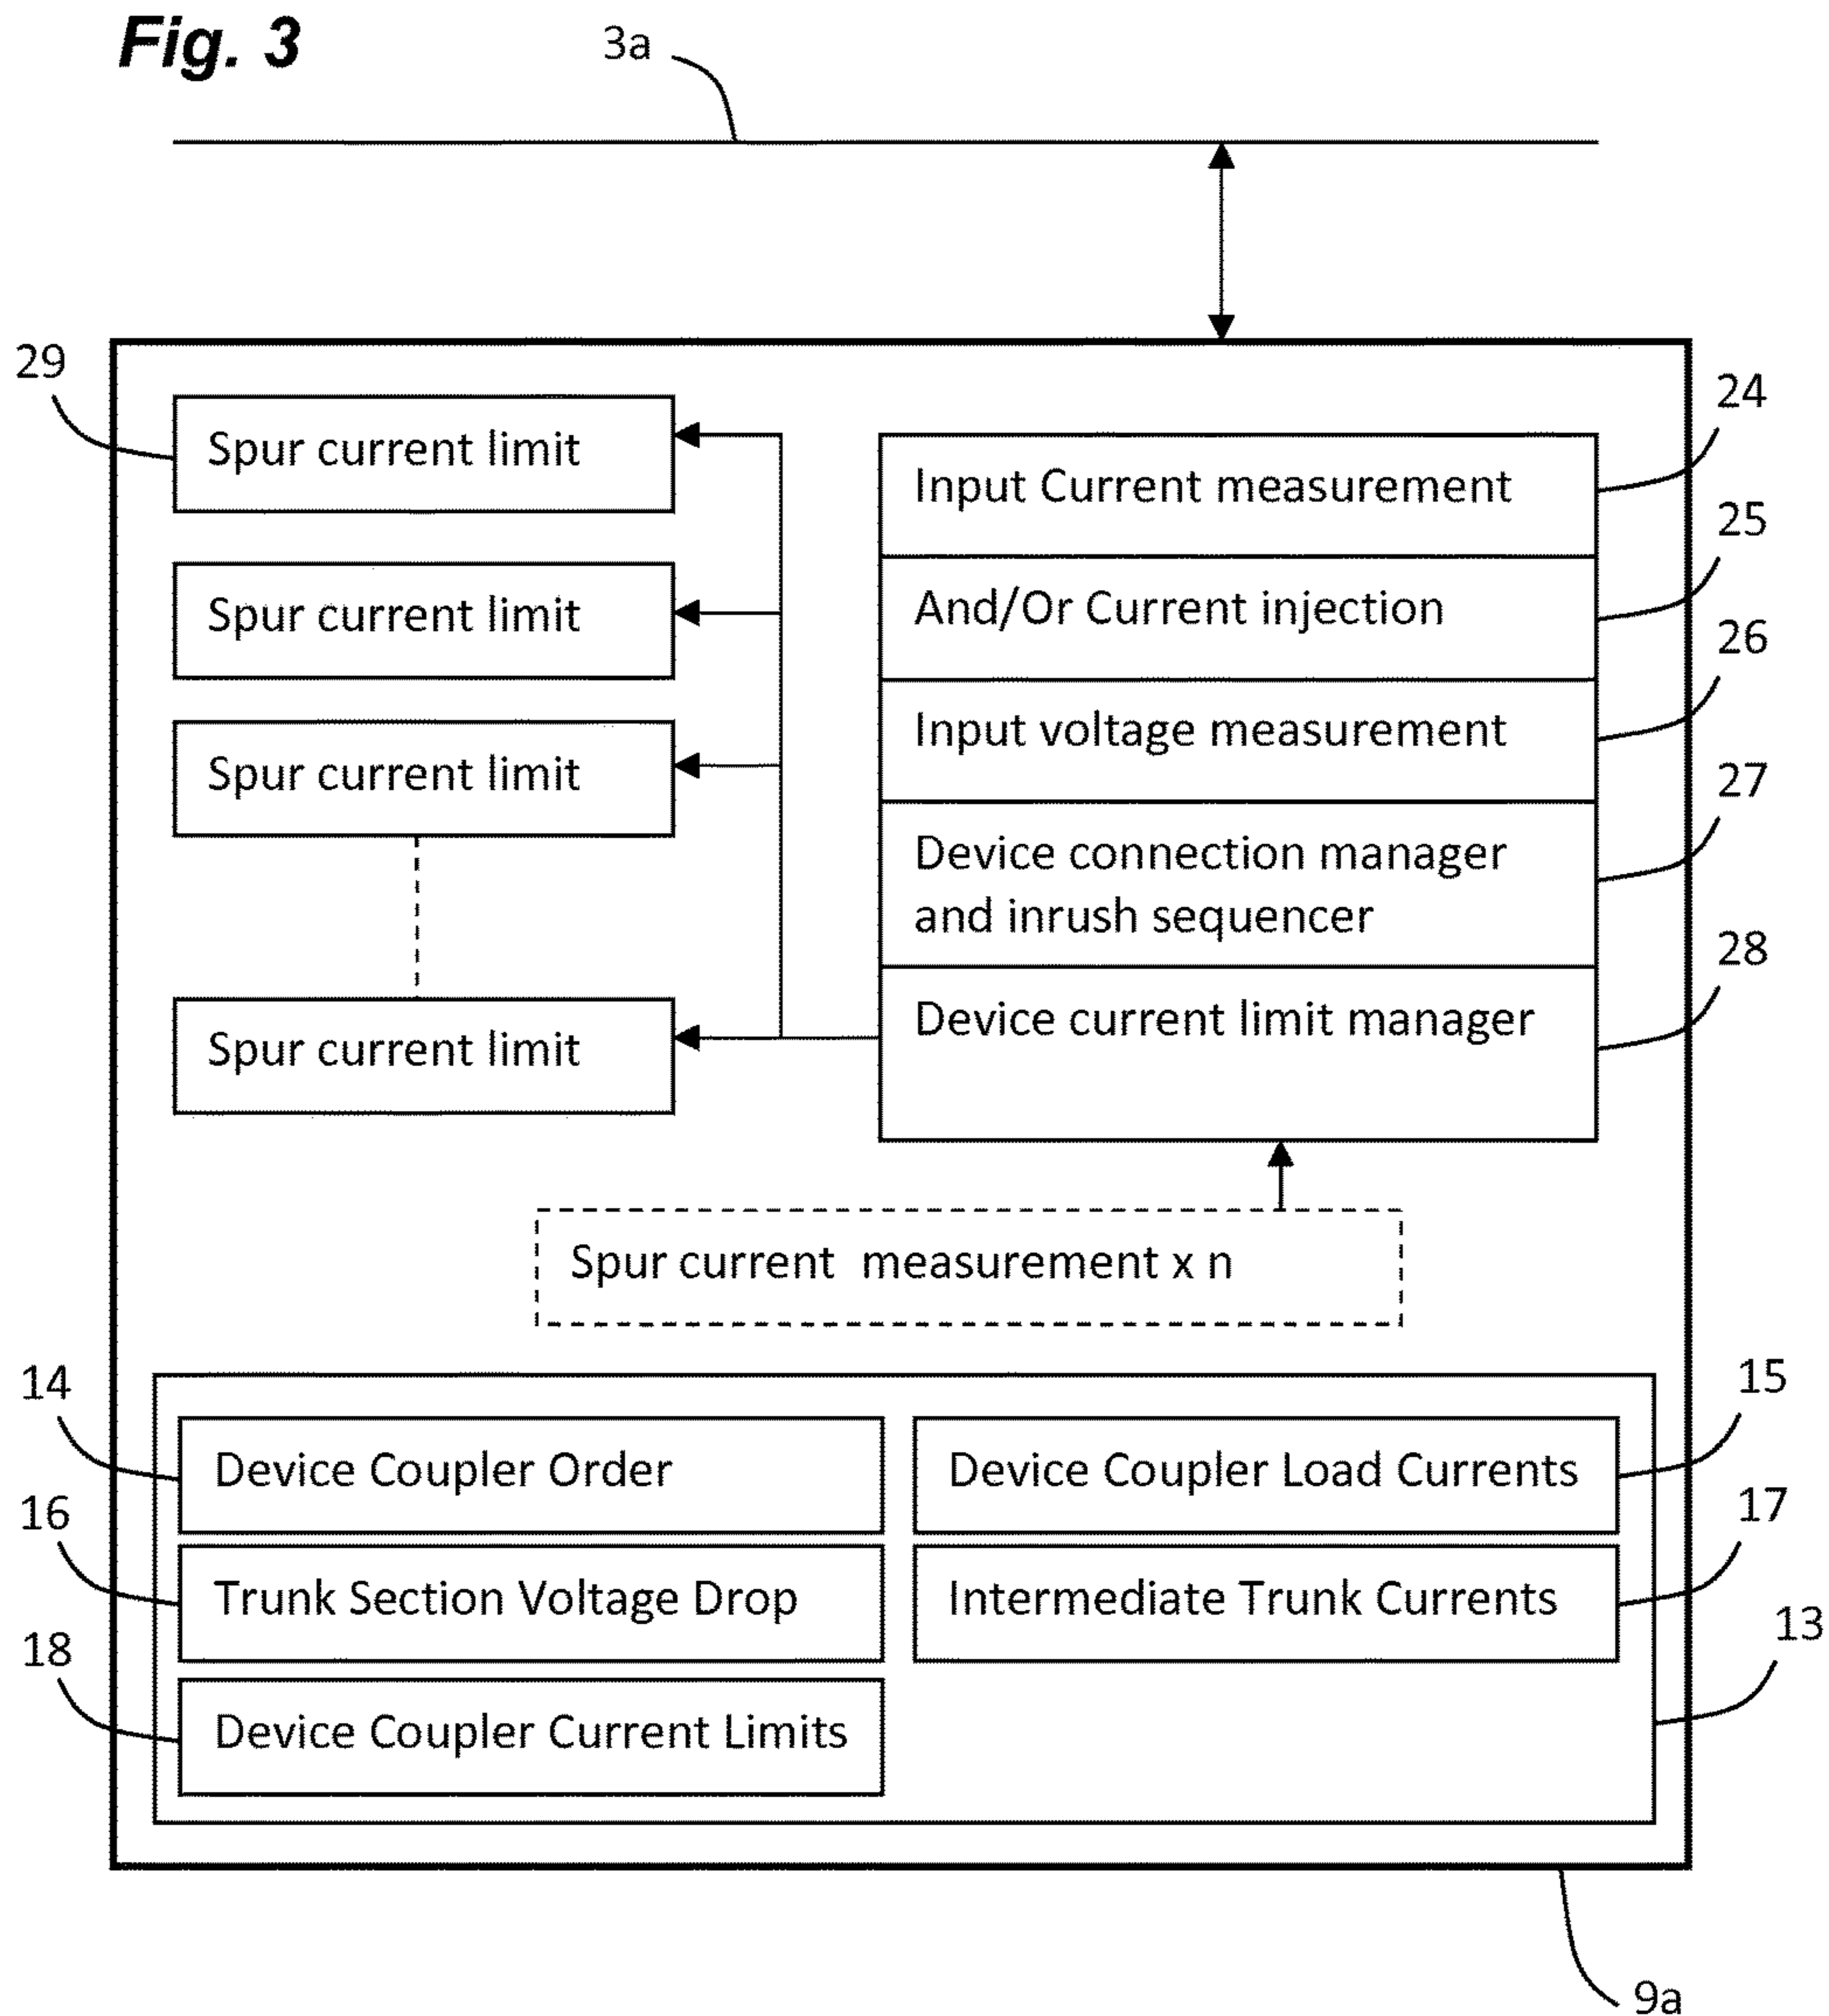 Fig. 3
3a
29
Spur current limit
24
Input Current measurement
25
Spur current limit
And/Or Current injection
26
Spur current limit
Input voltage measurement
27
Device connection manager
and inrush sequencer
28
Spur current limit
Device current limit manager
Spur current measurement x n
14
Device Coupler Order
15
Device Coupler Load Currents
16
Trunk Section Voltage Drop
17
Intermediate Trunk Currents
13
18
Device Coupler Current Limits
9a